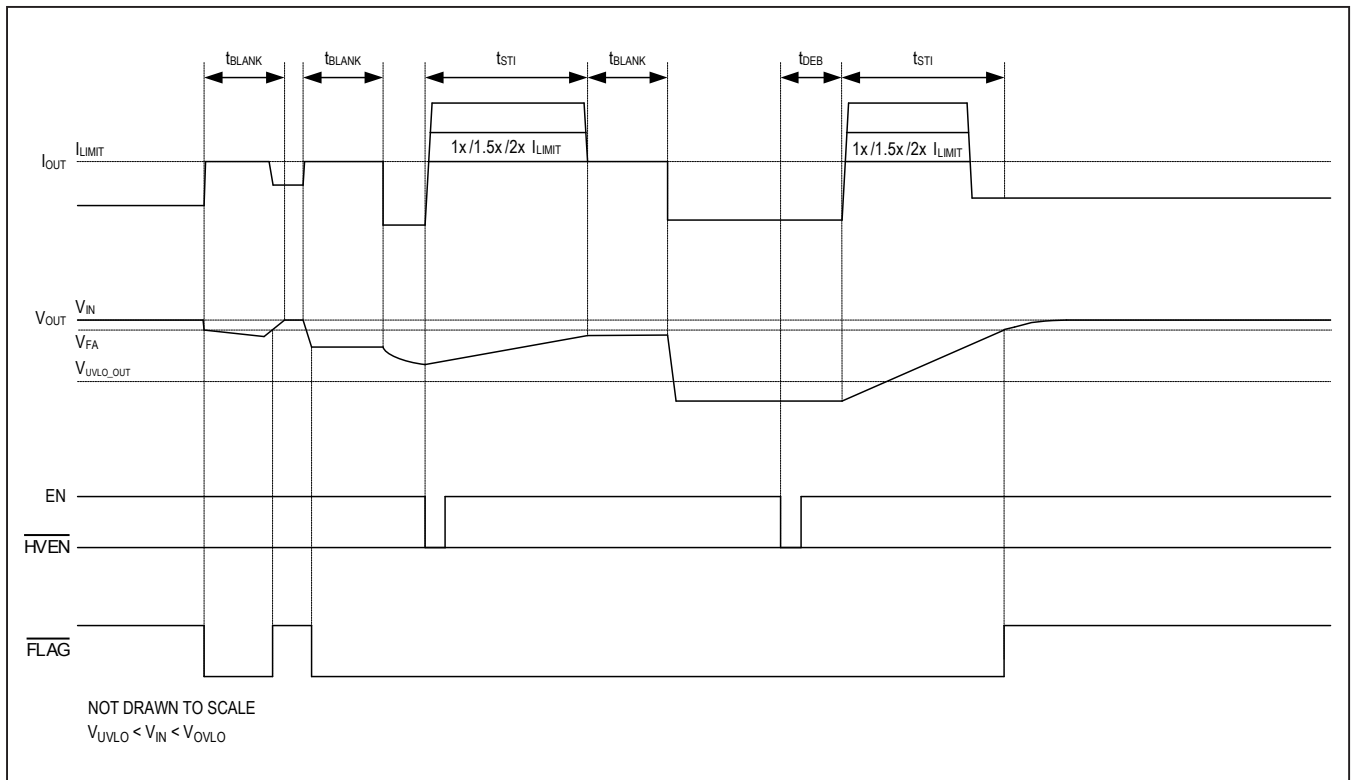 tBLANK tBLANK tSTI tBLANK tDEB tSTI
ILIMIT
IOUT
1x/1.5x/2x ILIMIT 1x/1.5x/2x ILIMIT
VIN
VOUT
VFA
VUVLO_OUT
EN
HVEN
FLAG
NOT DRAWN TO SCALE
VUVLO < VIN < VOVLO